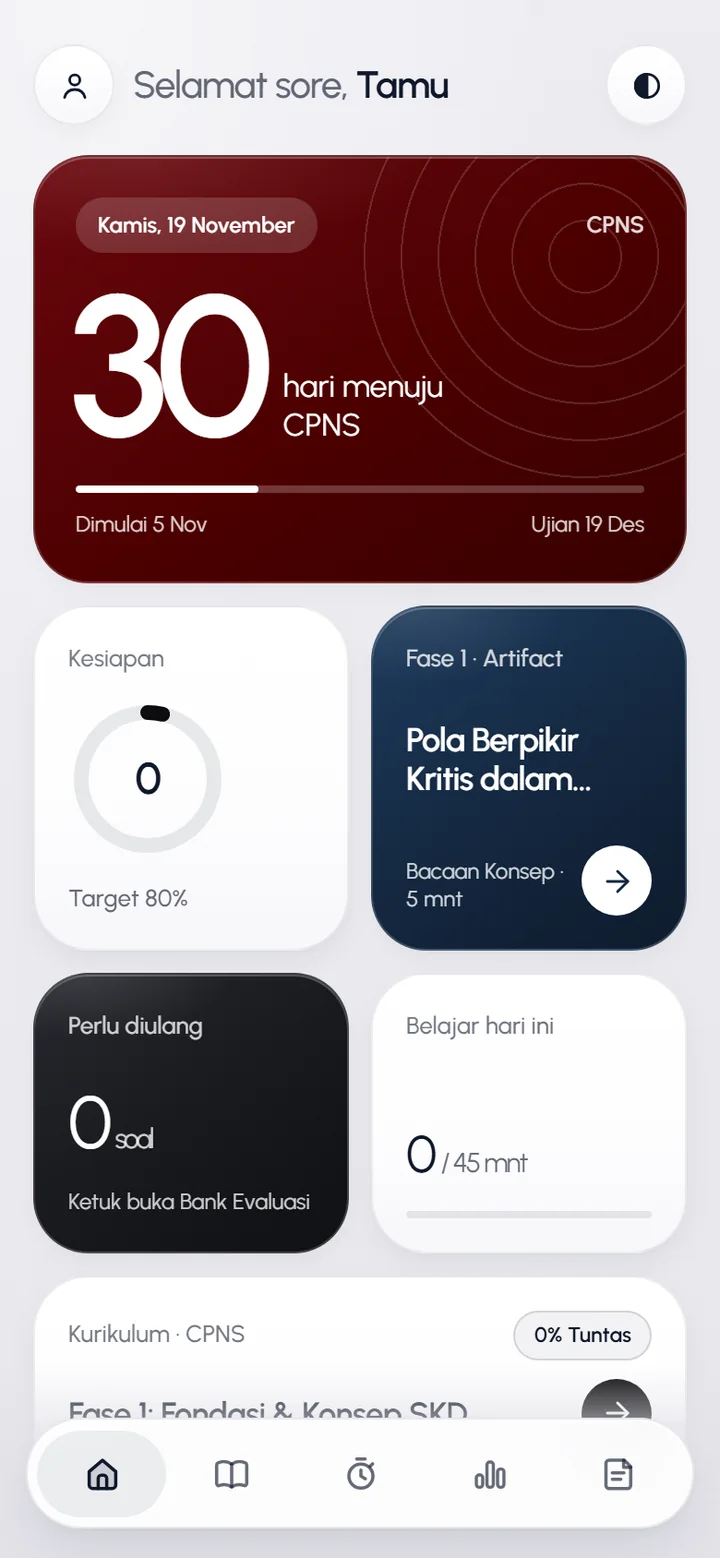 Selamat sore, Tamu
Kamis, 19 November
CPNS
30 hari menuju
CPNS
Dimulai 5 Nov
Ujian 19 Des
Kesiapan
0
Target 80%
Fase 1 · Artifact
Pola Berpikir
Kritis dalam...
Bacaan Konsep ·
5 mnt
Perlu diulang
0 soal
Ketuk buka Bank Evaluasi
Belajar hari ini
0 / 45 mnt
Kurikulum · CPNS
0% Tuntas
Fase 1: Fondasi & Konsep SKD